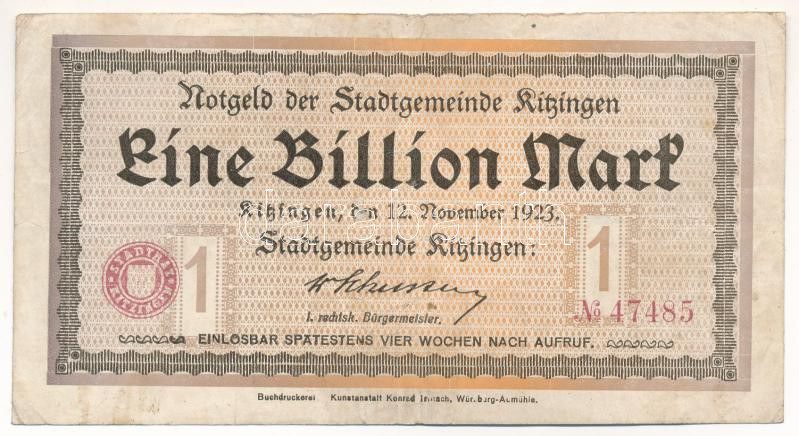 Notgeld der Stadtgemeinde Kitzingen
Eine Billion Mark
Kitzingen, den 12. November 1923.
Stadtgemeinde Kitzingen:
1
1
I. rechtsk. Bürgermeister.
№ 47485
EINLÖSBAR SPÄTESTENS VIER WOCHEN NACH AUFRUF.
Buchdruckerei Kunstanstalt Konrad Würzburg-Aumühle.